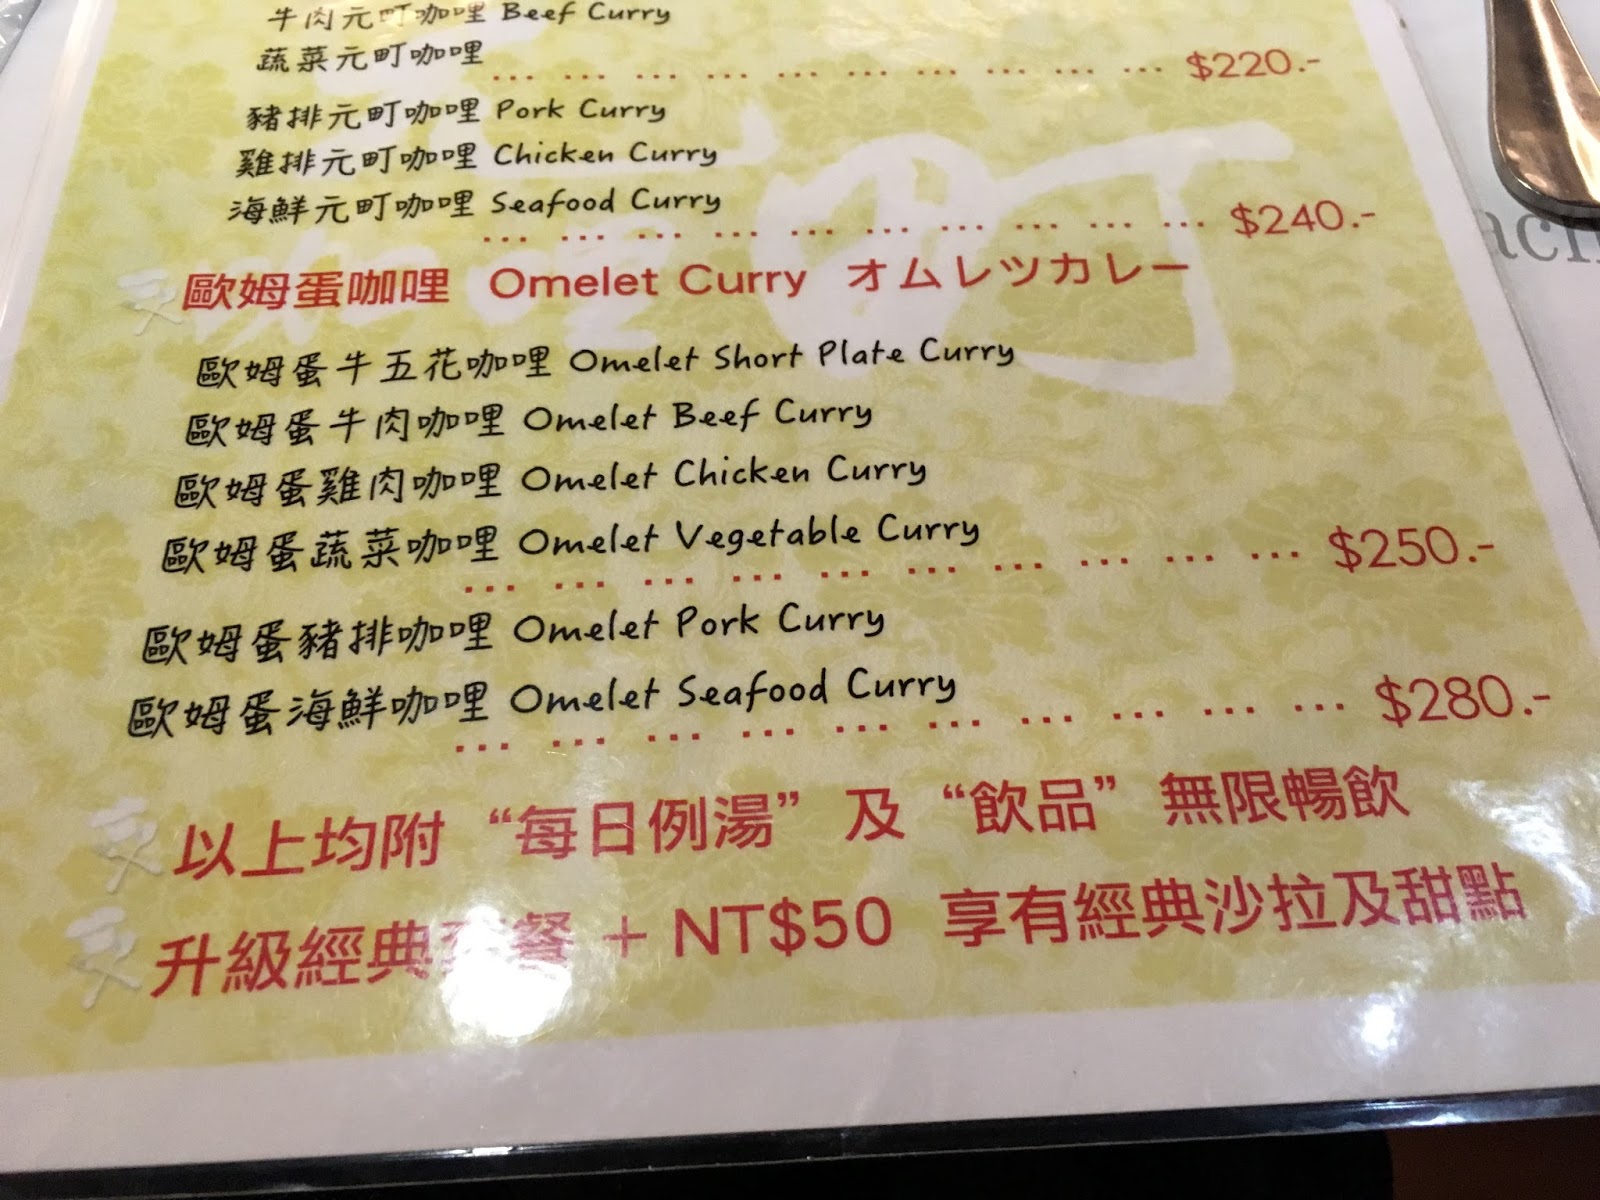 牛肉元町咖哩 Beef Curry
蔬菜元町咖哩 ... ... ... ... ... ... ... ... ... ... $220.-
豬排元町咖哩 Pork Curry
雞排元町咖哩 Chicken Curry
海鮮元町咖哩 Seafood Curry
... ... ... ... ... ... ... ... ... ... $240.-
歐姆蛋咖哩 Omelet Curry オムレツカレー
歐姆蛋牛五花咖哩 Omelet Short Plate Curry
歐姆蛋牛肉咖哩 Omelet Beef Curry
歐姆蛋雞肉咖哩 Omelet Chicken Curry
歐姆蛋蔬菜咖哩 Omelet Vegetable Curry
... ... ... ... ... ... ... ... ... ... $250.-
歐姆蛋豬排咖哩 Omelet Pork Curry
歐姆蛋海鮮咖哩 Omelet Seafood Curry
... ... ... ... ... ... ... ... ... ... $280.-
以上均附 “每日例湯” 及 “飲品” 無限暢飲
升級經典套餐 + NT$50 享有經典沙拉及甜點